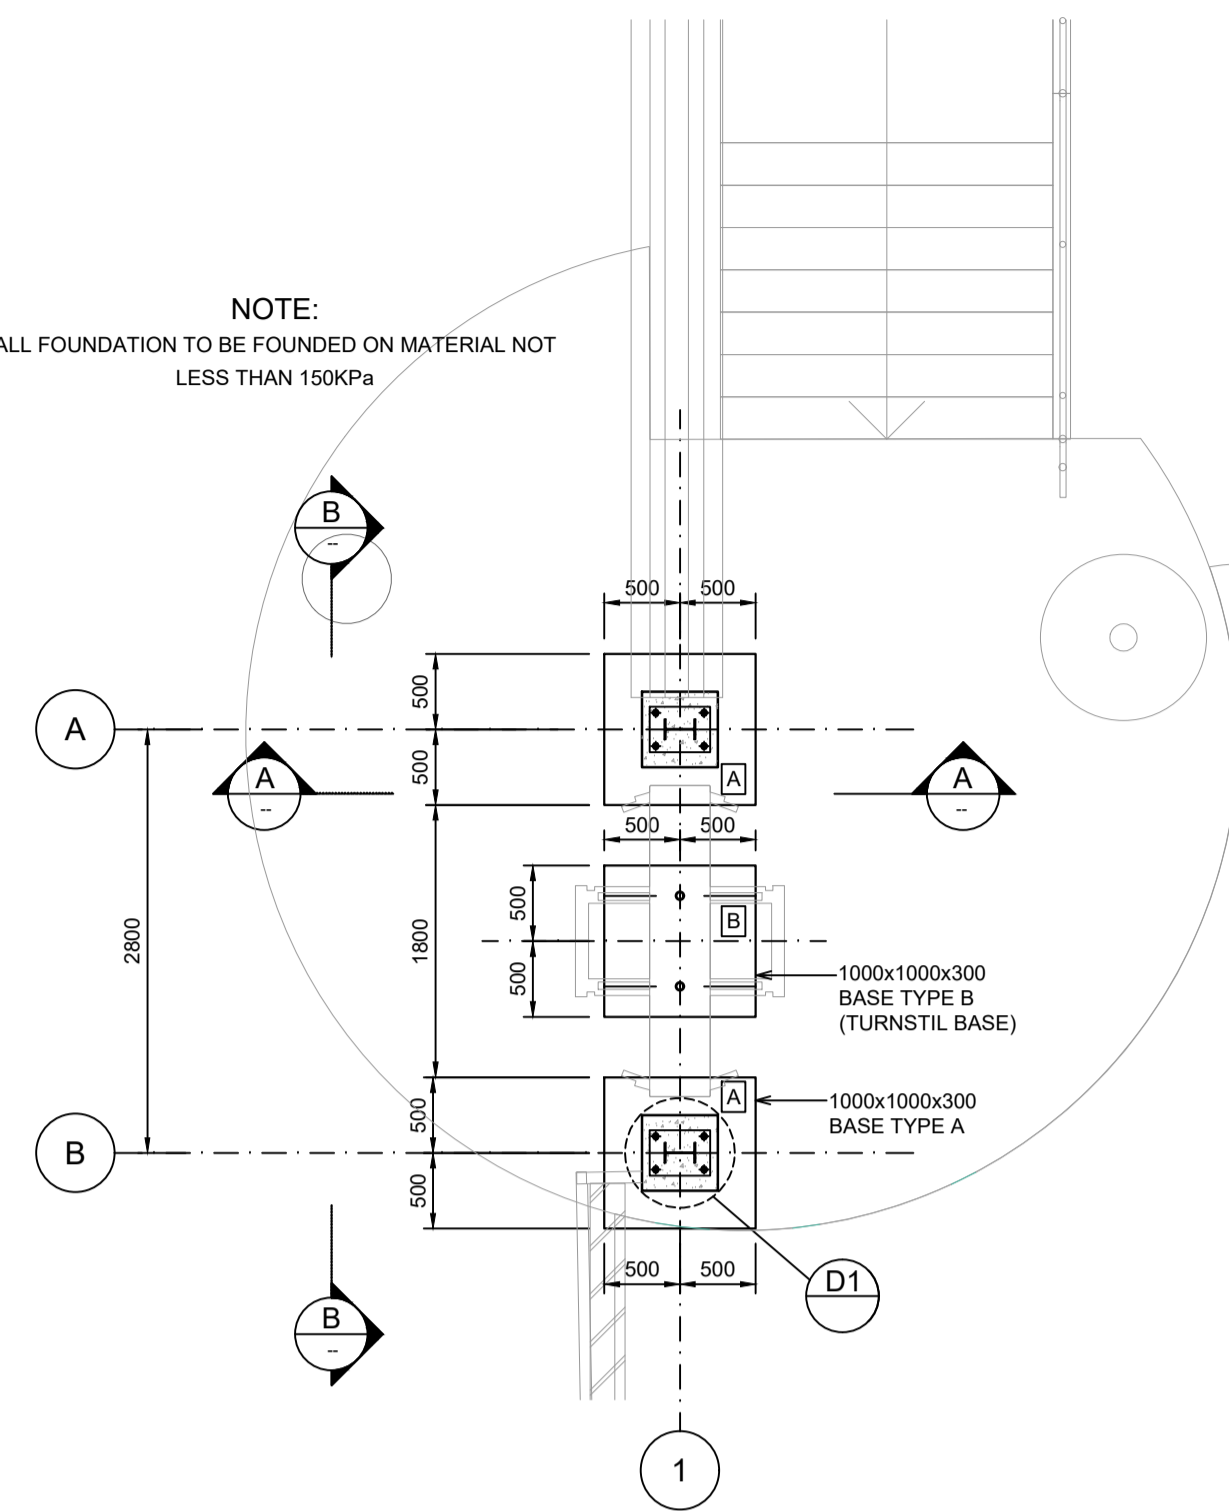 NOTE:
ALL FOUNDATION TO BE FOUNDED ON MATERIAL NOT
LESS THAN 150KPa
B
--
500 500
500
A
500
A
--
A
A
--
500 500
500
B
2800
1800
500
1000x1000x300
BASE TYPE B
(TURNSTIL BASE)
A
1000x1000x300
BASE TYPE A
500
B
500
500 500
D1
B
--
1